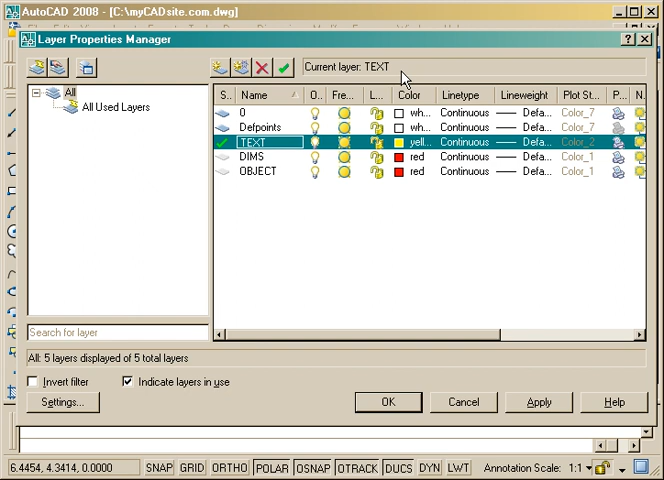 AutoCAD 2008 - [C:\myCADsite.com.dwg]
Layer Properties Manager
Current layer: TEXT
All
All Used Layers
S.. Name O.. Fre... L... Color Linetype Lineweight Plot St... P... N.
0 wh... Continuous Defa... Color_7
Defpoints wh... Continuous Defa... Color_7
TEXT yell... Continuous Defa... Color_2
DIMS red Continuous Defa... Color_1
OBJECT red Continuous Defa... Color_1
Search for layer
All: 5 layers displayed of 5 total layers
Invert filter Indicate layers in use
Settings... OK Cancel Apply Help
6.4454, 4.3414, 0.0000 SNAP GRID ORTHO POLAR OSNAP OTRACK DUCS DYN LWT Annotation Scale: 1:1